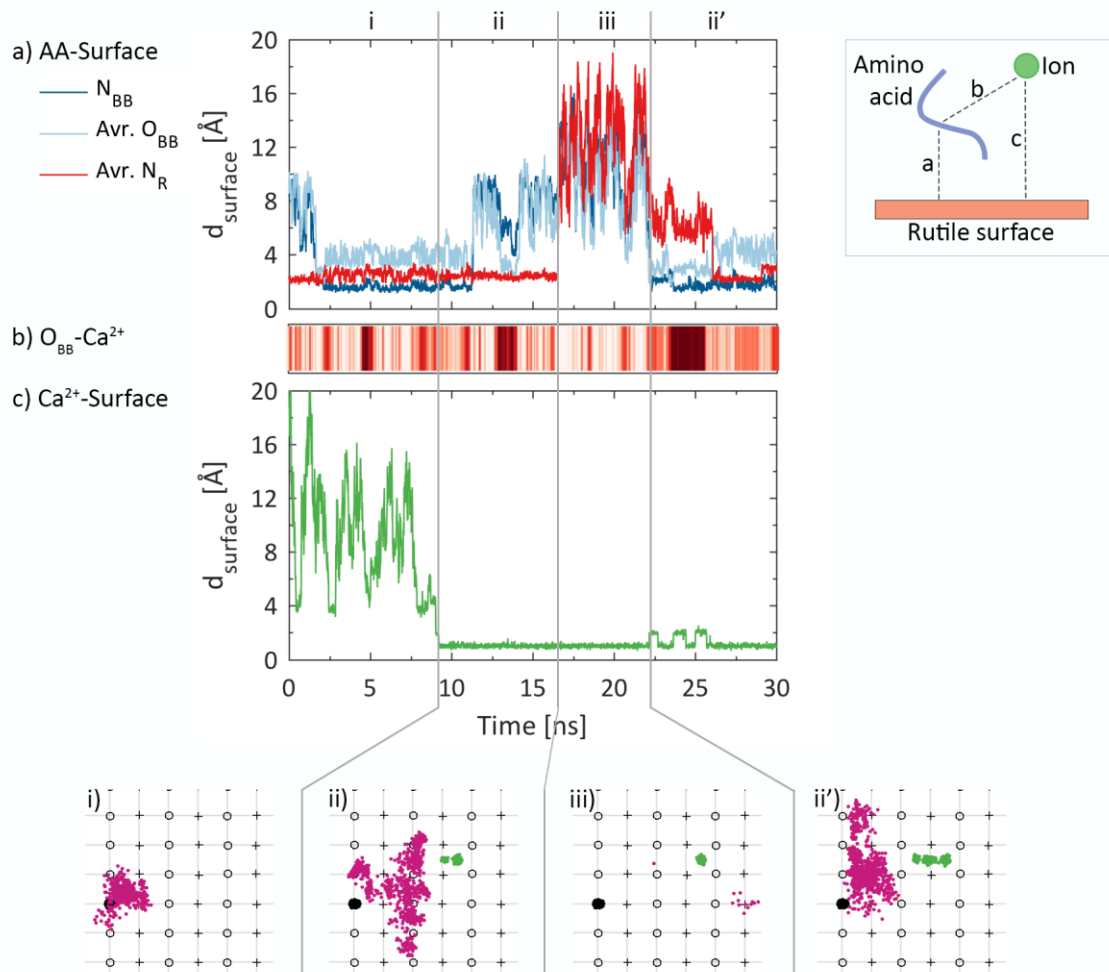 i ii iii ii’
a) AA-Surface
N_BB
Avr. O_BB
Avr. N_R
d_surface [Å]
20
16
12
8
4
0
Amino
acid
Ion
b
c
a
Rutile surface
b) O_BB-Ca²⁺
c) Ca²⁺-Surface
d_surface [Å]
20
16
12
8
4
0
0 5 10 15 20 25 30
Time [ns]
i) ii) iii) ii’)